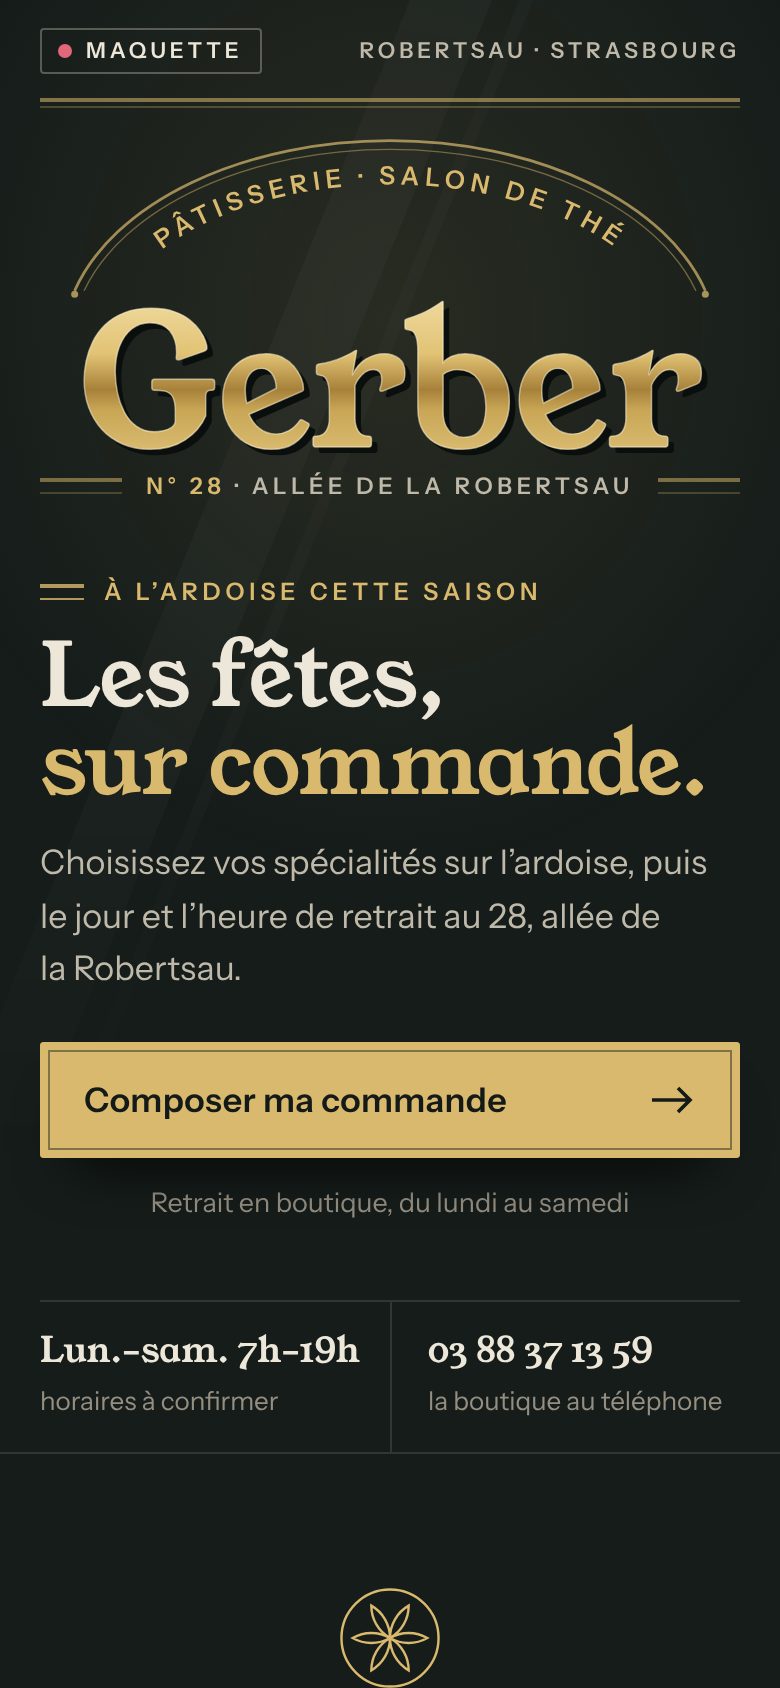 MAQUETTE
ROBERTSAU · STRASBOURG
PÂTISSERIE · SALON DE THÉ
Gerber
N° 28 · ALLÉE DE LA ROBERTSAU
À L’ARDOISE CETTE SAISON
Les fêtes,
sur commande.
Choisissez vos spécialités sur l’ardoise, puis
le jour et l’heure de retrait au 28, allée de
la Robertsau.
Composer ma commande →
Retrait en boutique, du lundi au samedi
Lun.–sam. 7h–19h
horaires à confirmer
03 88 37 13 59
la boutique au téléphone